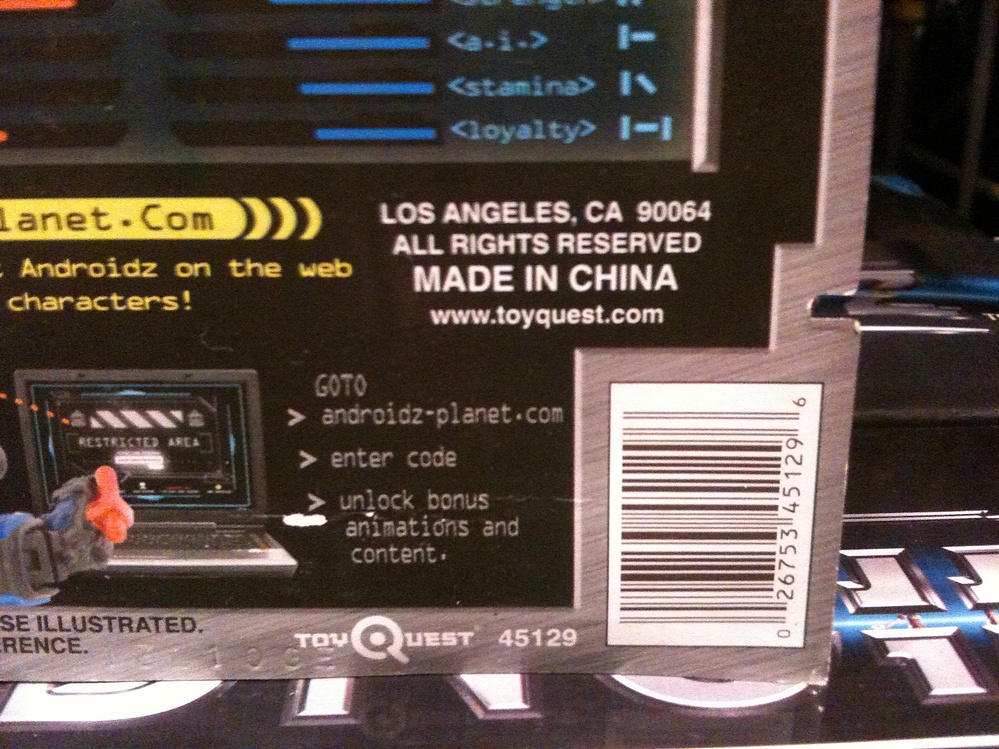 <strength>
<a.i.>
<stamina>
<loyalty>
lanet.Com
Androidz on the web
characters!
LOS ANGELES, CA 90064
ALL RIGHTS RESERVED
MADE IN CHINA
www.toyquest.com
RESTRICTED AREA
GOTO
> androidz-planet.com
> enter code
> unlock bonus
animations and
content.
SE ILLUSTRATED.
RENCE.
TOYQUEST 45129
0 26753 45129 6